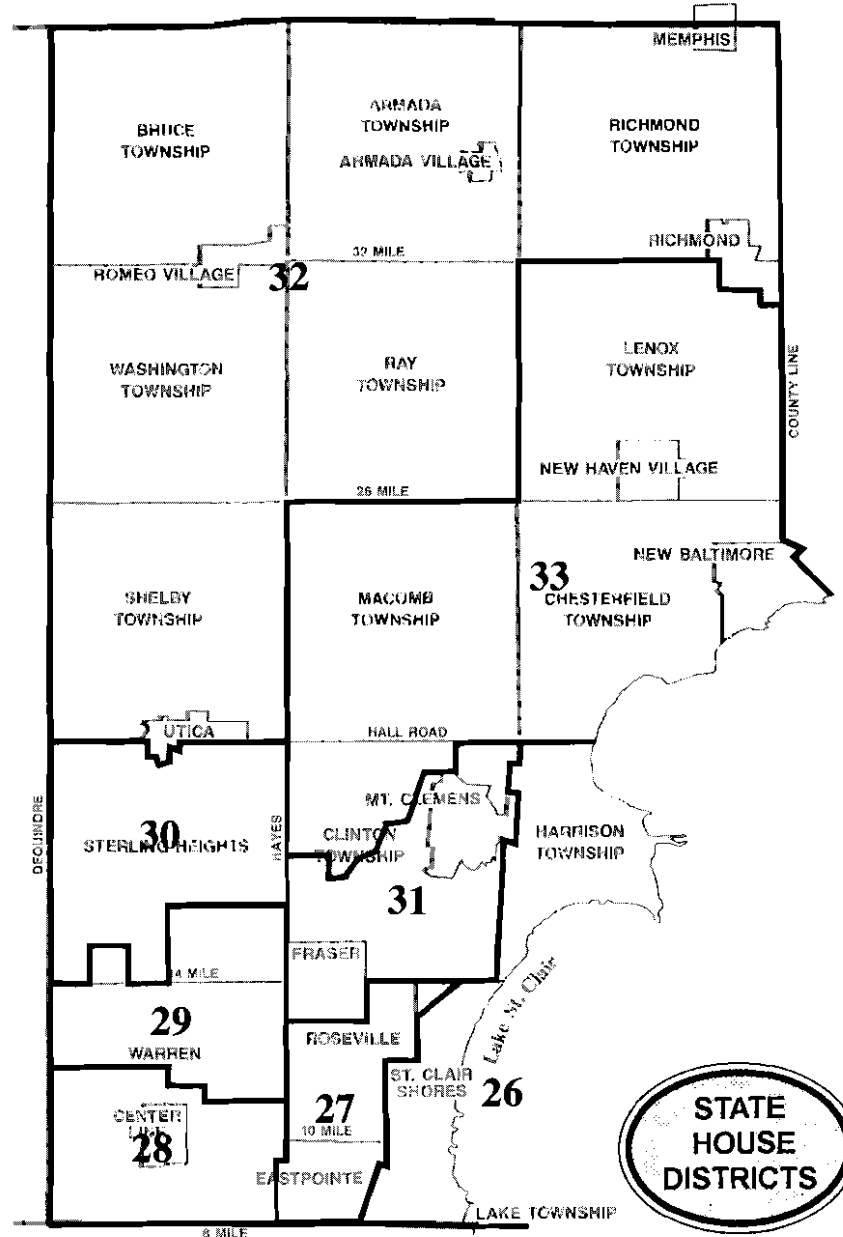 MEMPHIS
BRUCE
TOWNSHIP
ARMADA
TOWNSHIP
ARMADA VILLAGE
RICHMOND
TOWNSHIP
RICHMOND
32 MILE
ROMEO VILLAGE
32
WASHINGTON
TOWNSHIP
RAY
TOWNSHIP
LENOX
TOWNSHIP
COUNTY LINE
NEW HAVEN VILLAGE
26 MILE
NEW BALTIMORE
33
SHELBY
TOWNSHIP
MACOMB
TOWNSHIP
CHESTERFIELD
TOWNSHIP
UTICA
HALL ROAD
MT. CLEMENS
DEQUINDRE
30
STERLING HEIGHTS
HAYES
CLINTON
TOWNSHIP
HARRISON
TOWNSHIP
31
FRASER
4 MILE
Lake St. Clair
29
WARREN
ROSEVILLE
ST. CLAIR
SHORES
26
27
CENTER
LINE
28
10 MILE
EASTPOINTE
LAKE TOWNSHIP
8 MILE
STATE
HOUSE
DISTRICTS